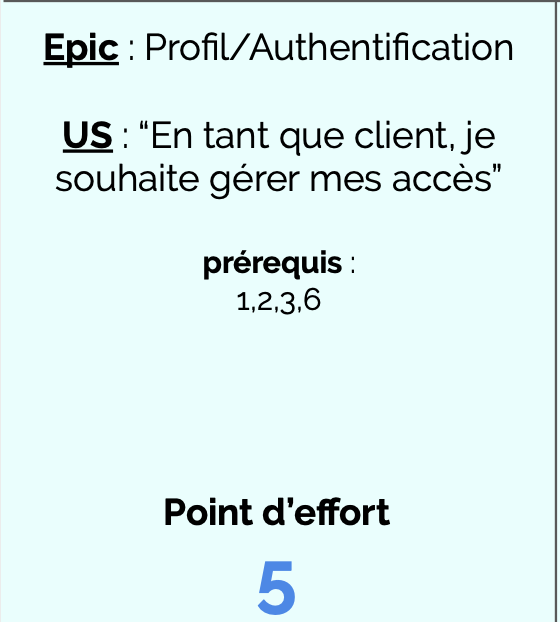 Epic : Profil/Authentification
US : “En tant que client, je
souhaite gérer mes accès”
prérequis :
1,2,3,6
Point d’effort
5